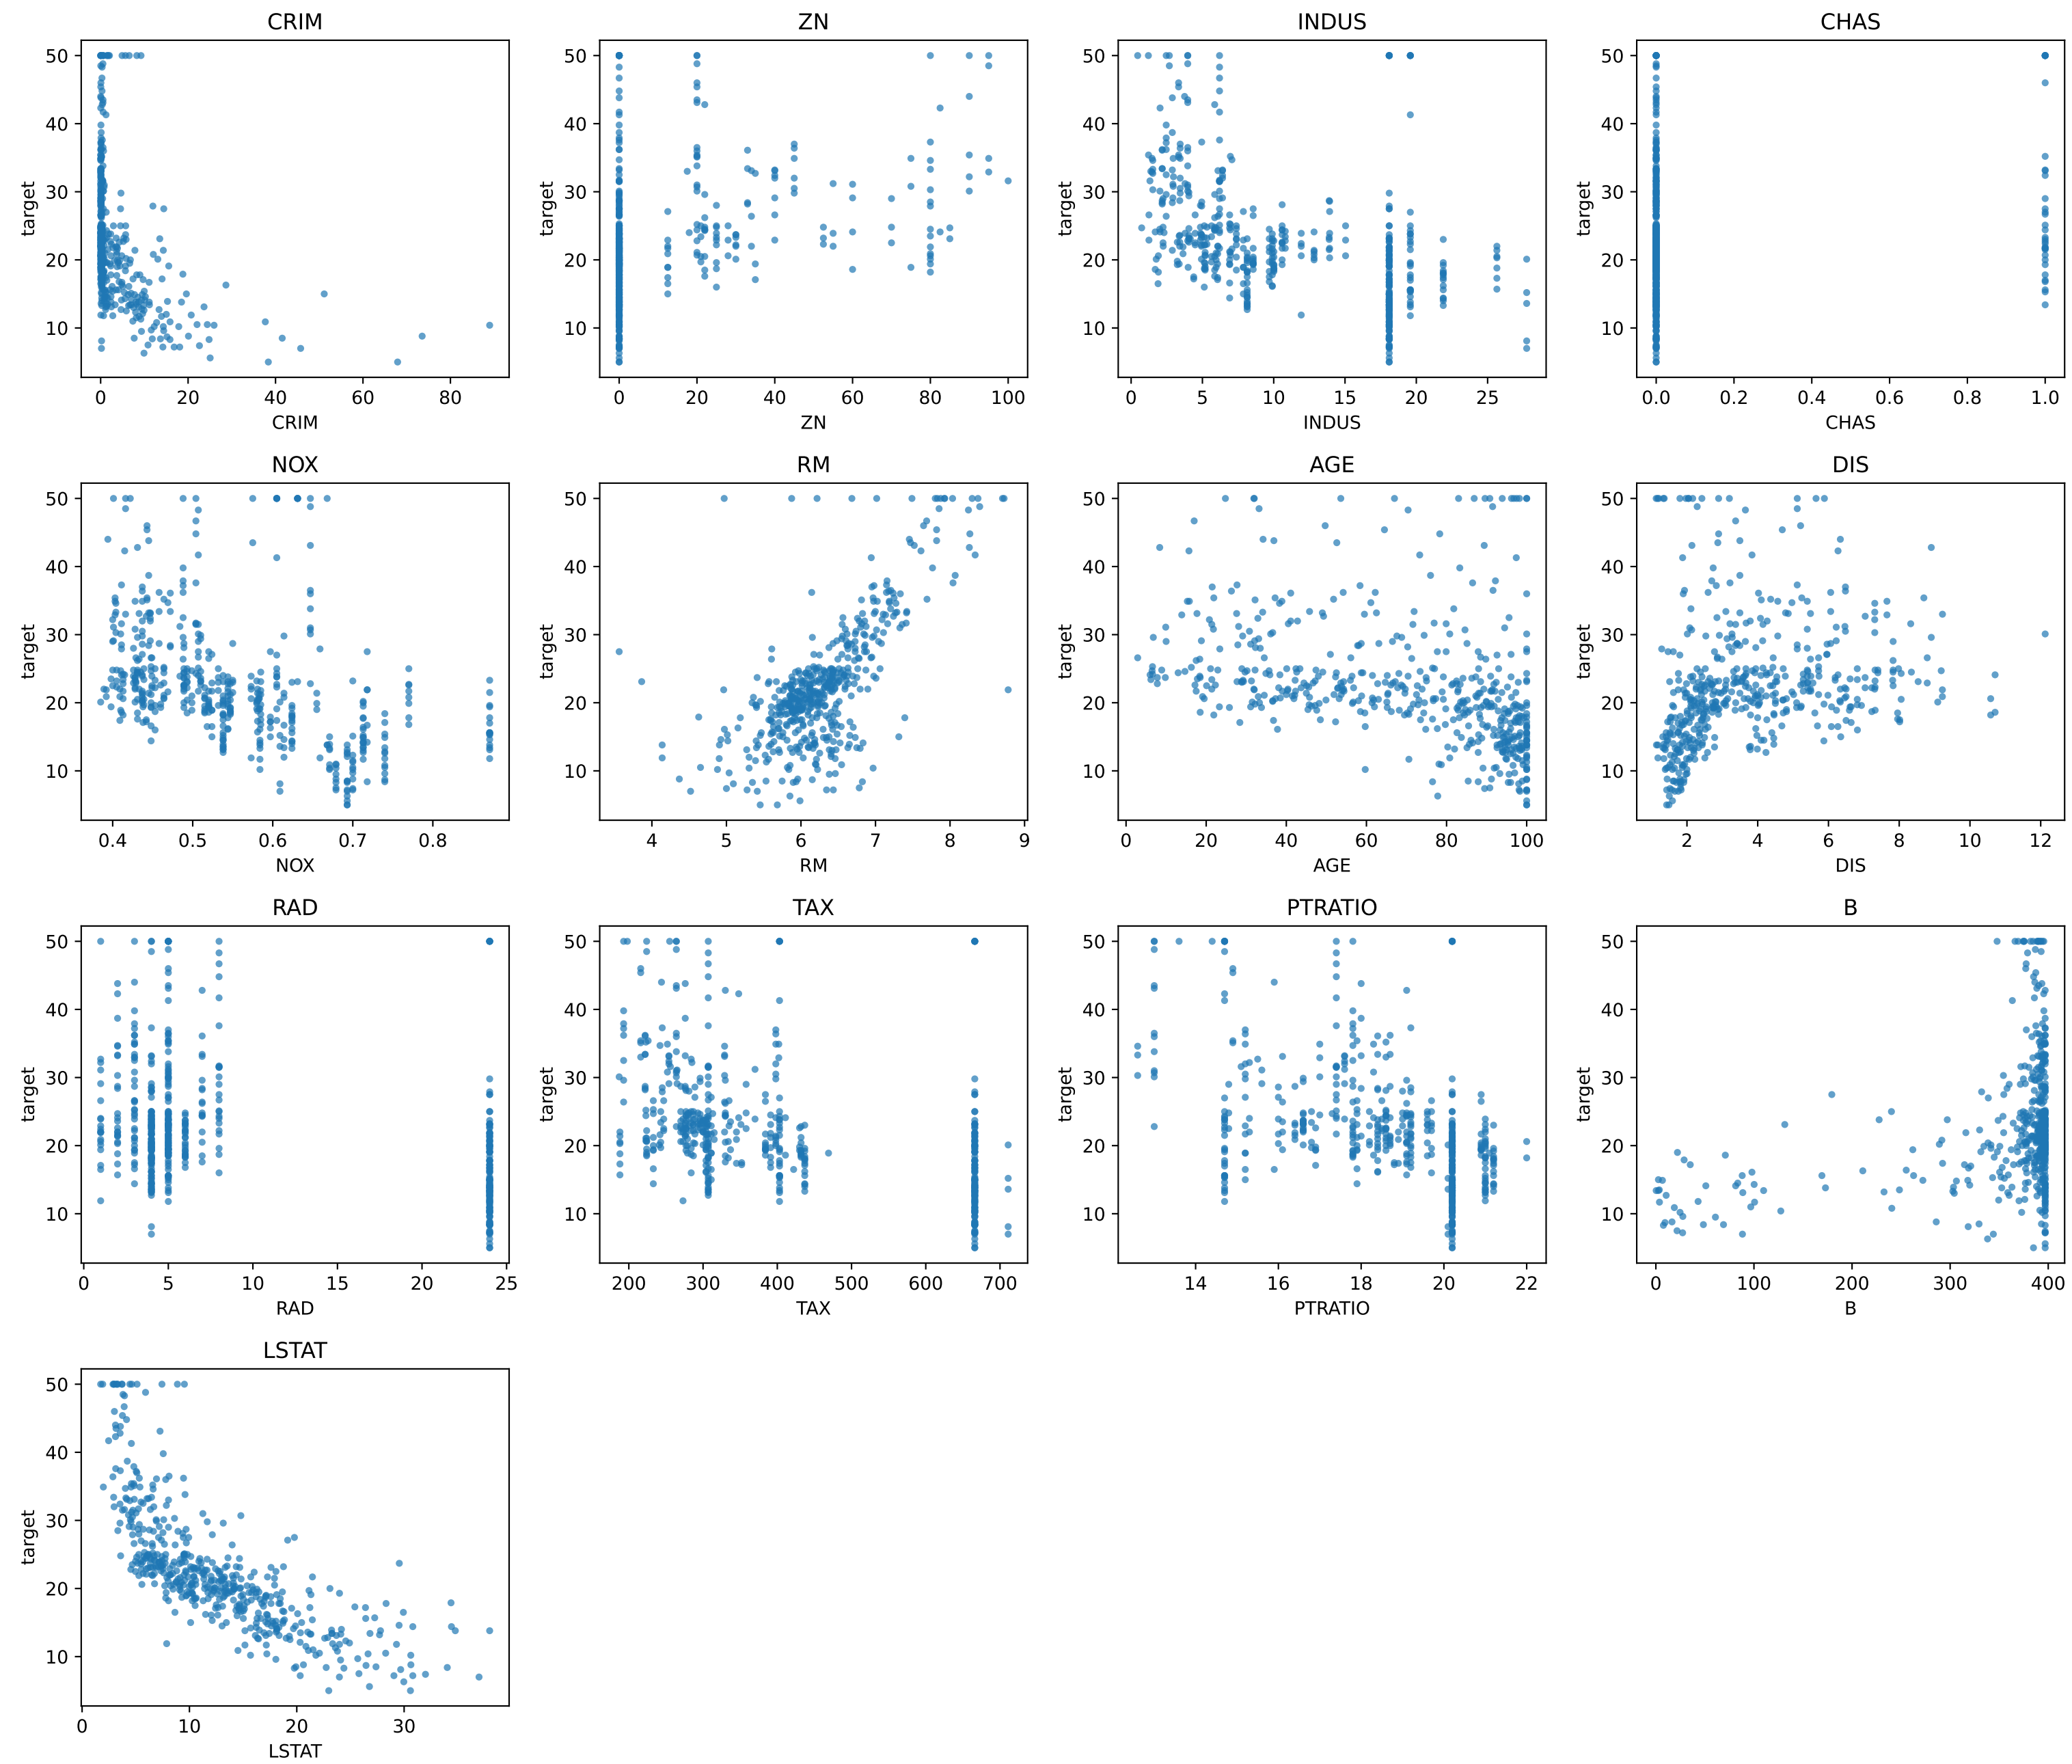 CRIM
ZN
INDUS
CHAS
50
40
30
20
10
target
0 20 40 60 80
CRIM
50
40
30
20
10
target
0 20 40 60 80 100
ZN
50
40
30
20
10
target
0 5 10 15 20 25
INDUS
50
40
30
20
10
target
0.0 0.2 0.4 0.6 0.8 1.0
CHAS
NOX
RM
AGE
DIS
50
40
30
20
10
target
0.4 0.5 0.6 0.7 0.8
NOX
50
40
30
20
10
target
4 5 6 7 8 9
RM
50
40
30
20
10
target
0 20 40 60 80 100
AGE
50
40
30
20
10
target
2 4 6 8 10 12
DIS
RAD
TAX
PTRATIO
B
50
40
30
20
10
target
0 5 10 15 20 25
RAD
50
40
30
20
10
target
200 300 400 500 600 700
TAX
50
40
30
20
10
target
14 16 18 20 22
PTRATIO
50
40
30
20
10
target
0 100 200 300 400
B
LSTAT
50
40
30
20
10
target
0 10 20 30
LSTAT